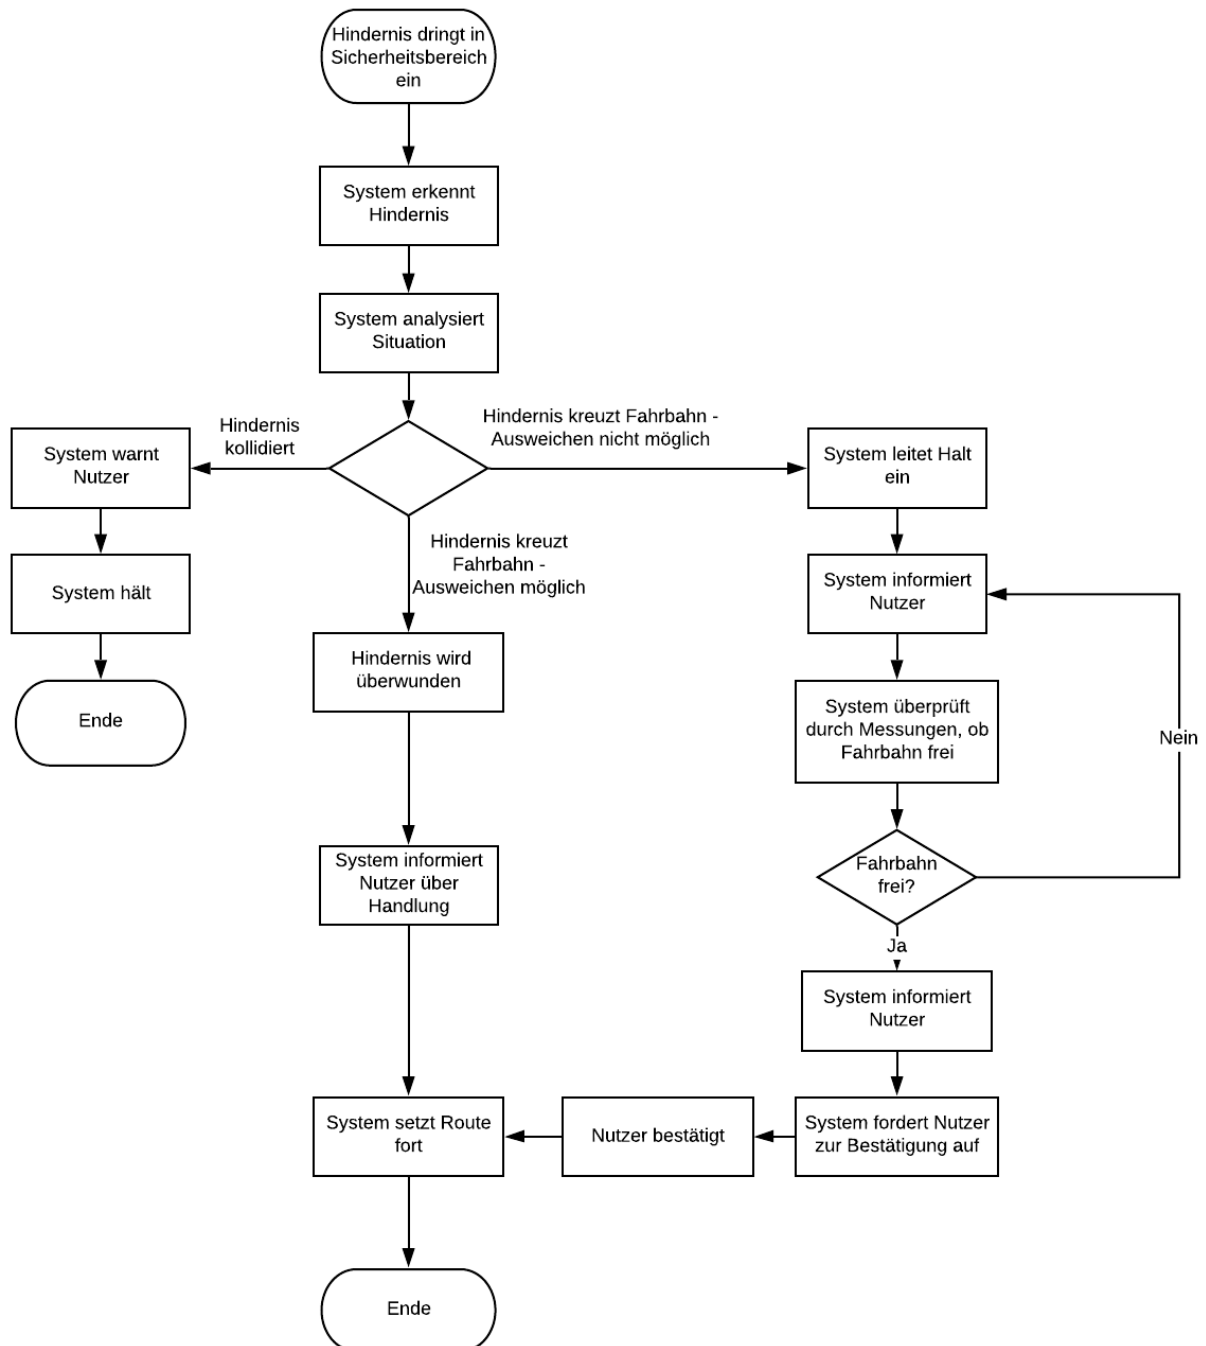 Hindernis dringt in
Sicherheitsbereich
ein
System erkennt
Hindernis
System analysiert
Situation
Hindernis
kollidiert
Hindernis kreuzt Fahrbahn -
Ausweichen nicht möglich
System warnt
Nutzer
System leitet Halt
ein
Hindernis kreuzt
Fahrbahn -
Ausweichen möglich
System hält
System informiert
Nutzer
Hindernis wird
überwunden
Ende
System überprüft
durch Messungen, ob
Fahrbahn frei
Nein
System informiert
Nutzer über
Handlung
Fahrbahn
frei?
Ja
System informiert
Nutzer
System setzt Route
fort
Nutzer bestätigt
System fordert Nutzer
zur Bestätigung auf
Ende